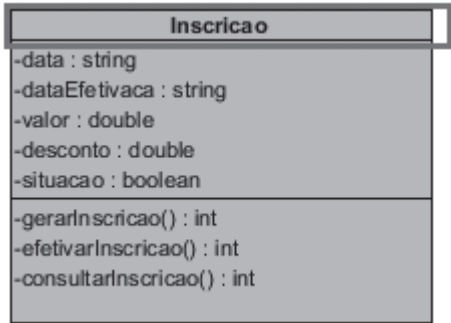 Inscricao
-data : string
-dataEfetivaca : string
-valor : double
-desconto : double
-situacao : boolean
-gerarInscricao() : int
-efetivarInscricao() : int
-consultarInscricao() : int